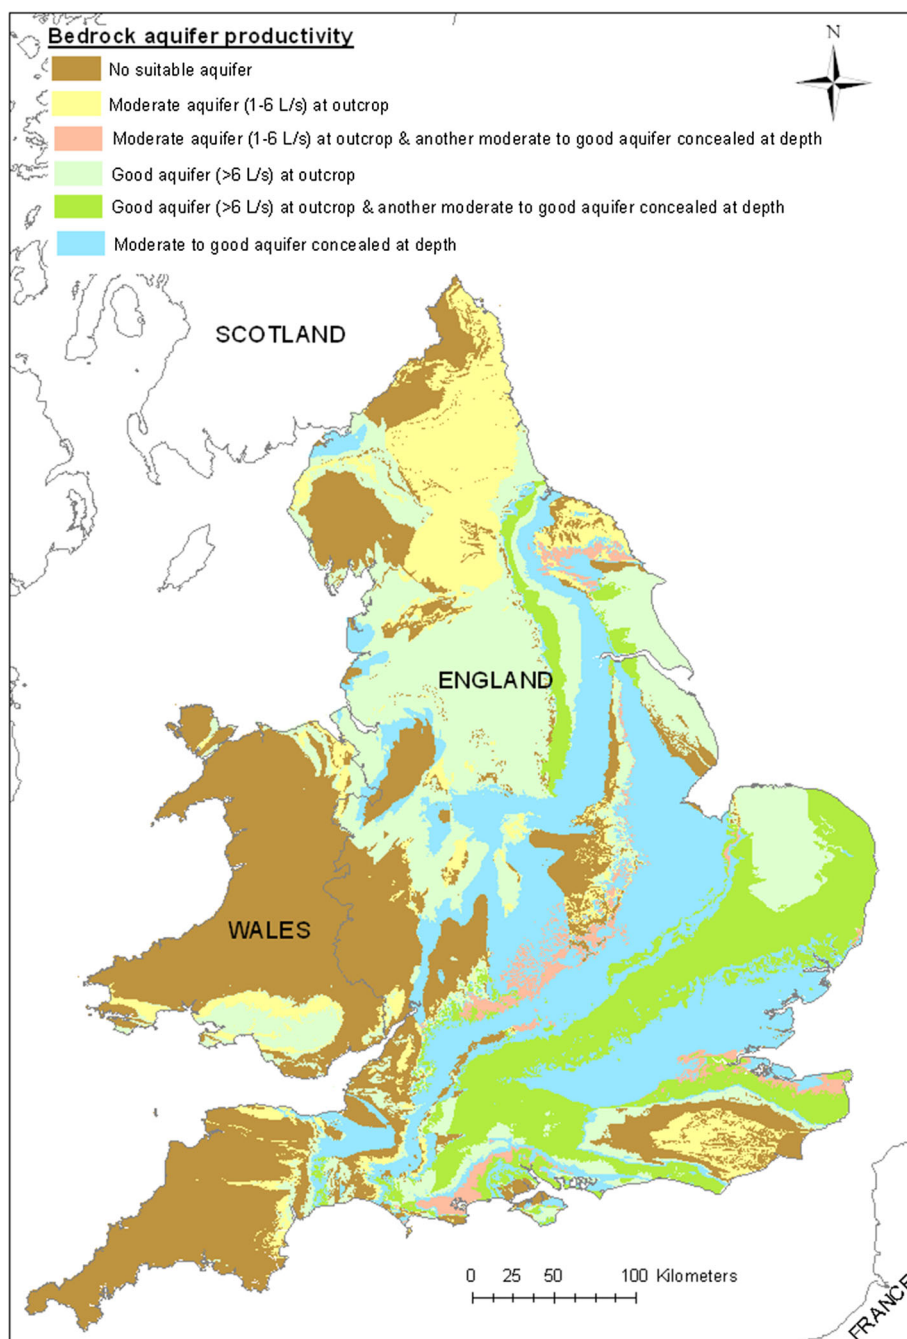 Bedrock aquifer productivity
N
No suitable aquifer
Moderate aquifer (1-6 L/s) at outcrop
Moderate aquifer (1-6 L/s) at outcrop & another moderate to good aquifer concealed at depth
Good aquifer (>6 L/s) at outcrop
Good aquifer (>6 L/s) at outcrop & another moderate to good aquifer concealed at depth
Moderate to good aquifer concealed at depth
SCOTLAND
ENGLAND
WALES
0 25 50 100 Kilometers
FRANCE